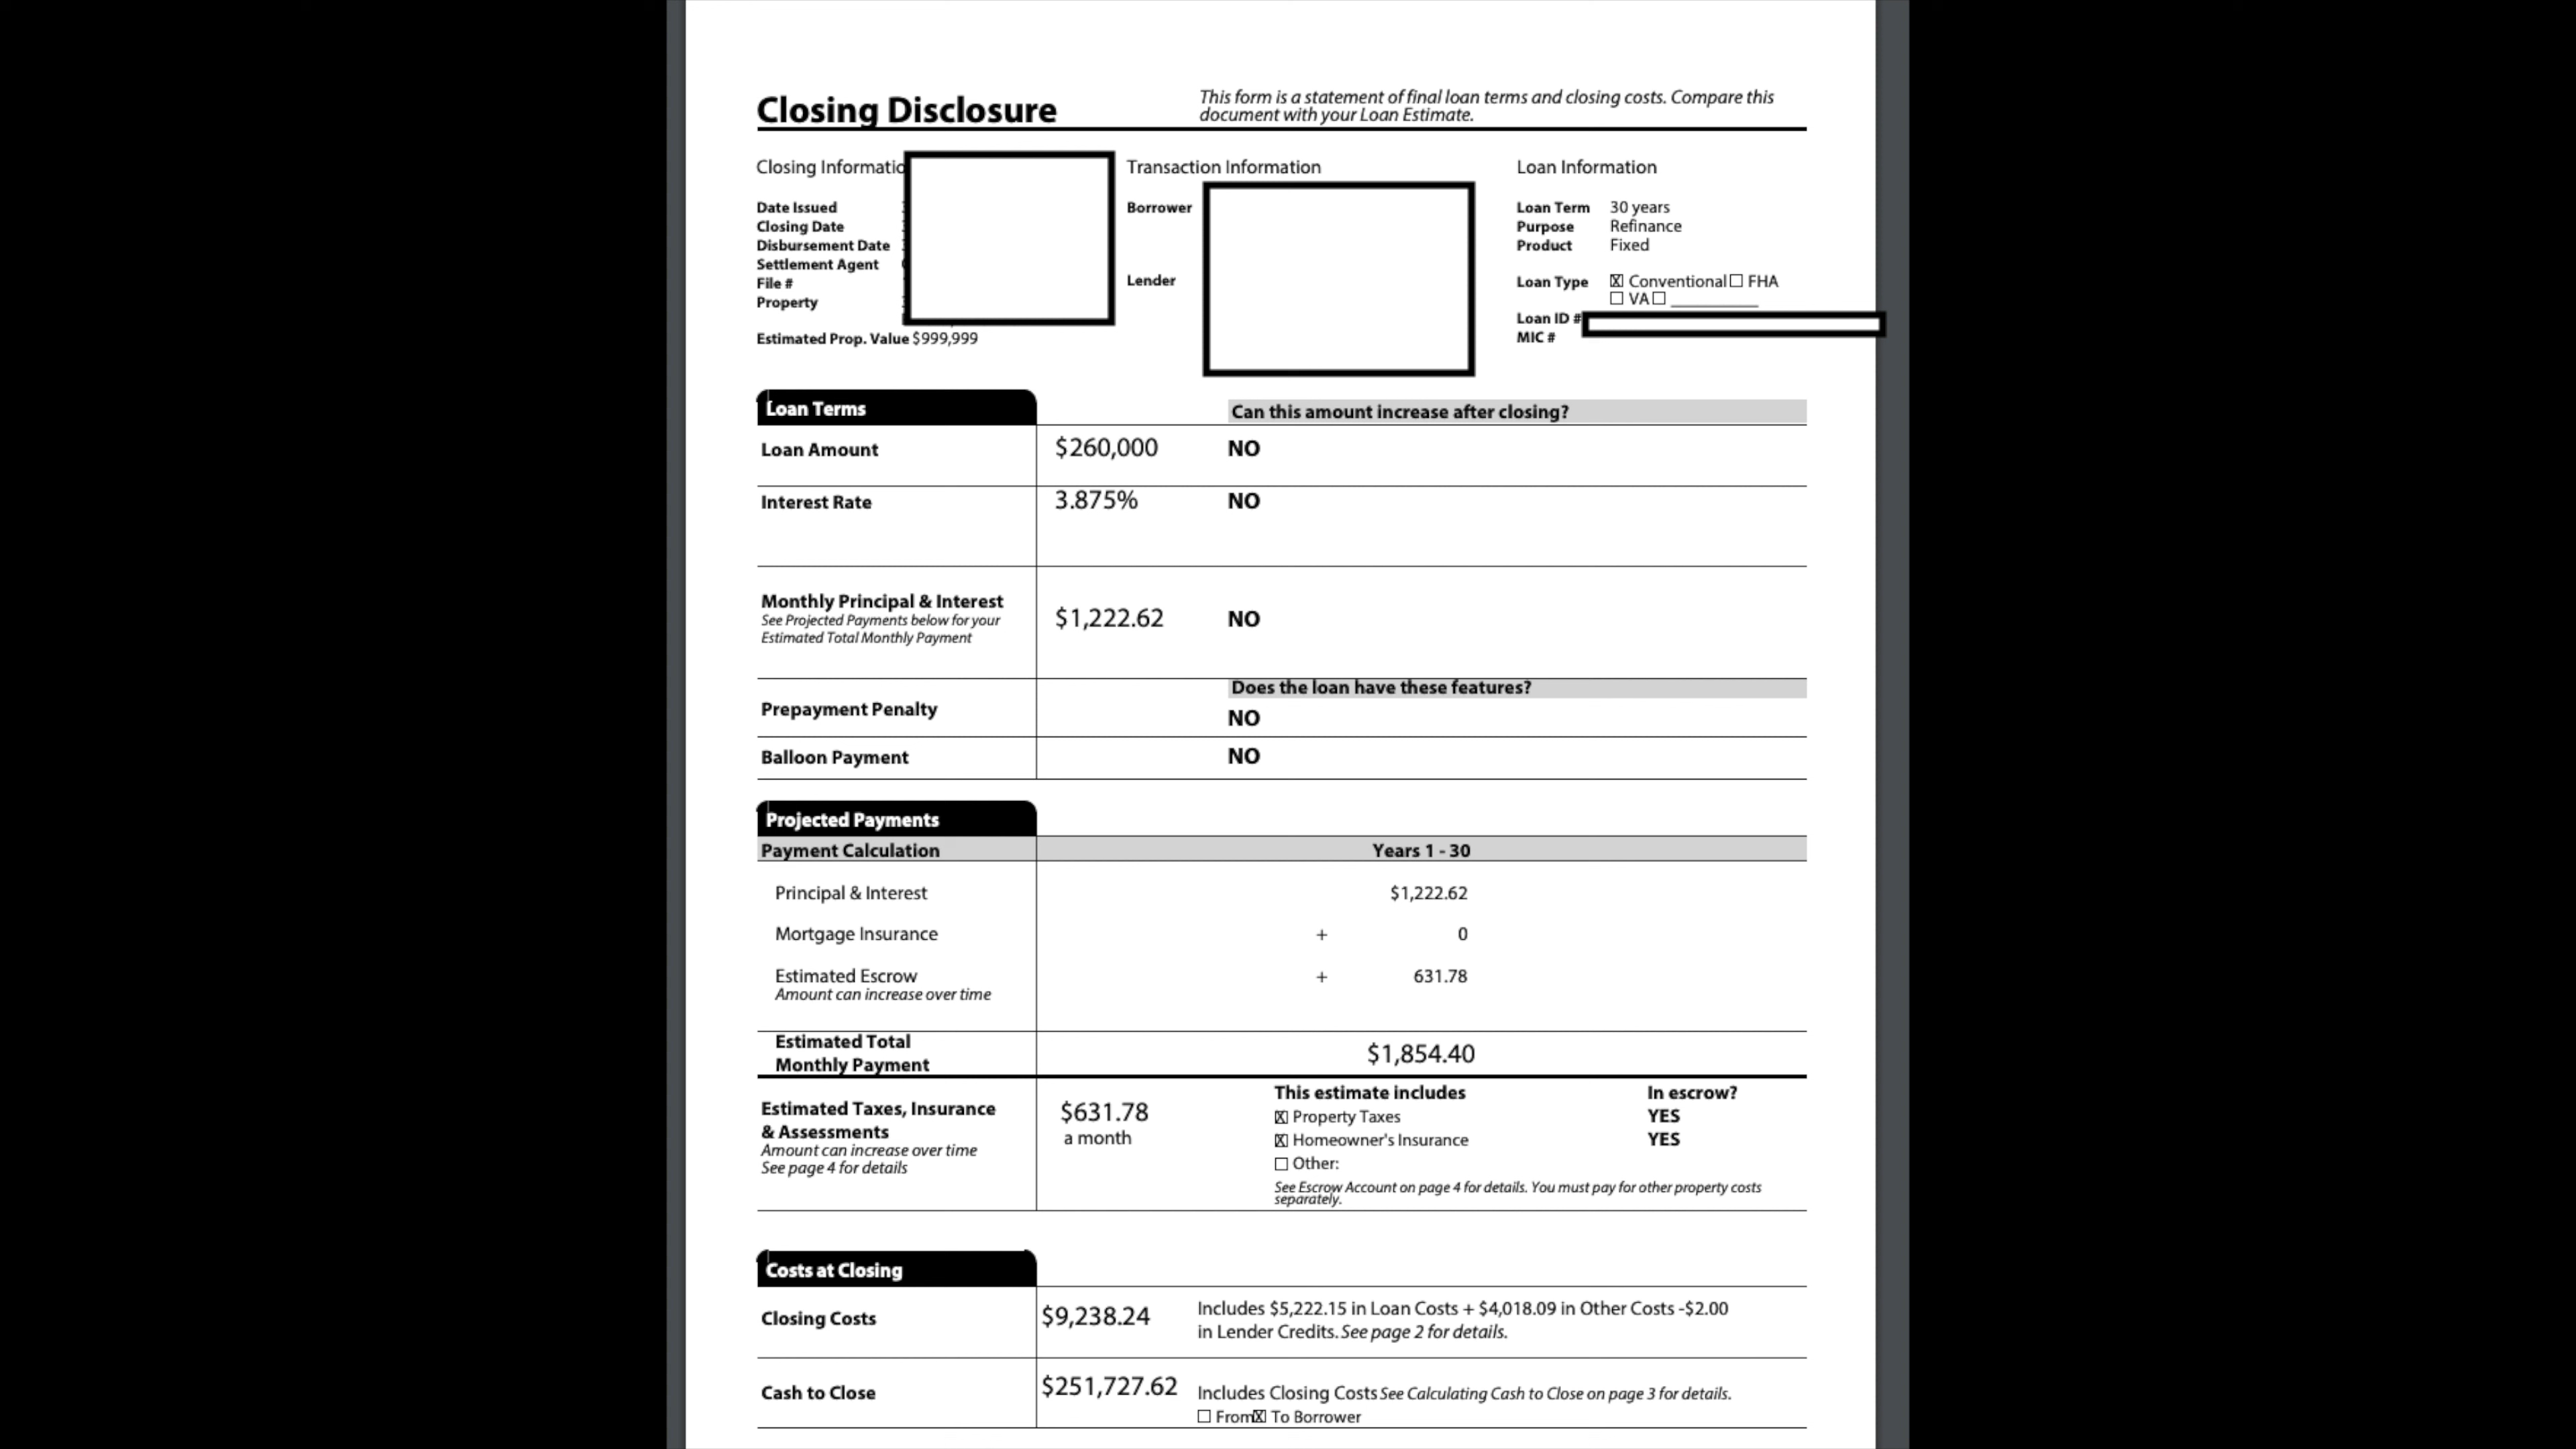 Closing Disclosure
This form is a statement of final loan terms and closing costs. Compare this
document with your Loan Estimate.
Closing Informatio
Date Issued
Closing Date
Disbursement Date
Settlement Agent
File #
Property
Estimated Prop. Value $999,999
Transaction Information
Borrower
Lender
Loan Information
Loan Term 30 years
Purpose Refinance
Product Fixed
Loan Type ☒ Conventional ☐ FHA
☐ VA ☐ __________
Loan ID #
MIC #
Loan Terms
Can this amount increase after closing?
Loan Amount $260,000 NO
Interest Rate 3.875% NO
Monthly Principal & Interest
See Projected Payments below for your
Estimated Total Monthly Payment
$1,222.62 NO
Does the loan have these features?
Prepayment Penalty NO
Balloon Payment NO
Projected Payments
Payment Calculation Years 1 - 30
Principal & Interest $1,222.62
Mortgage Insurance + 0
Estimated Escrow + 631.78
Amount can increase over time
Estimated Total
Monthly Payment
$1,854.40
Estimated Taxes, Insurance
& Assessments
Amount can increase over time
See page 4 for details
$631.78
a month
This estimate includes In escrow?
☒ Property Taxes YES
☒ Homeowner's Insurance YES
☐ Other:
See Escrow Account on page 4 for details. You must pay for other property costs
separately.
Costs at Closing
Closing Costs $9,238.24
Includes $5,222.15 in Loan Costs + $4,018.09 in Other Costs -$2.00
in Lender Credits. See page 2 for details.
Cash to Close $251,727.62
Includes Closing Costs See Calculating Cash to Close on page 3 for details.
☐ From ☒ To Borrower